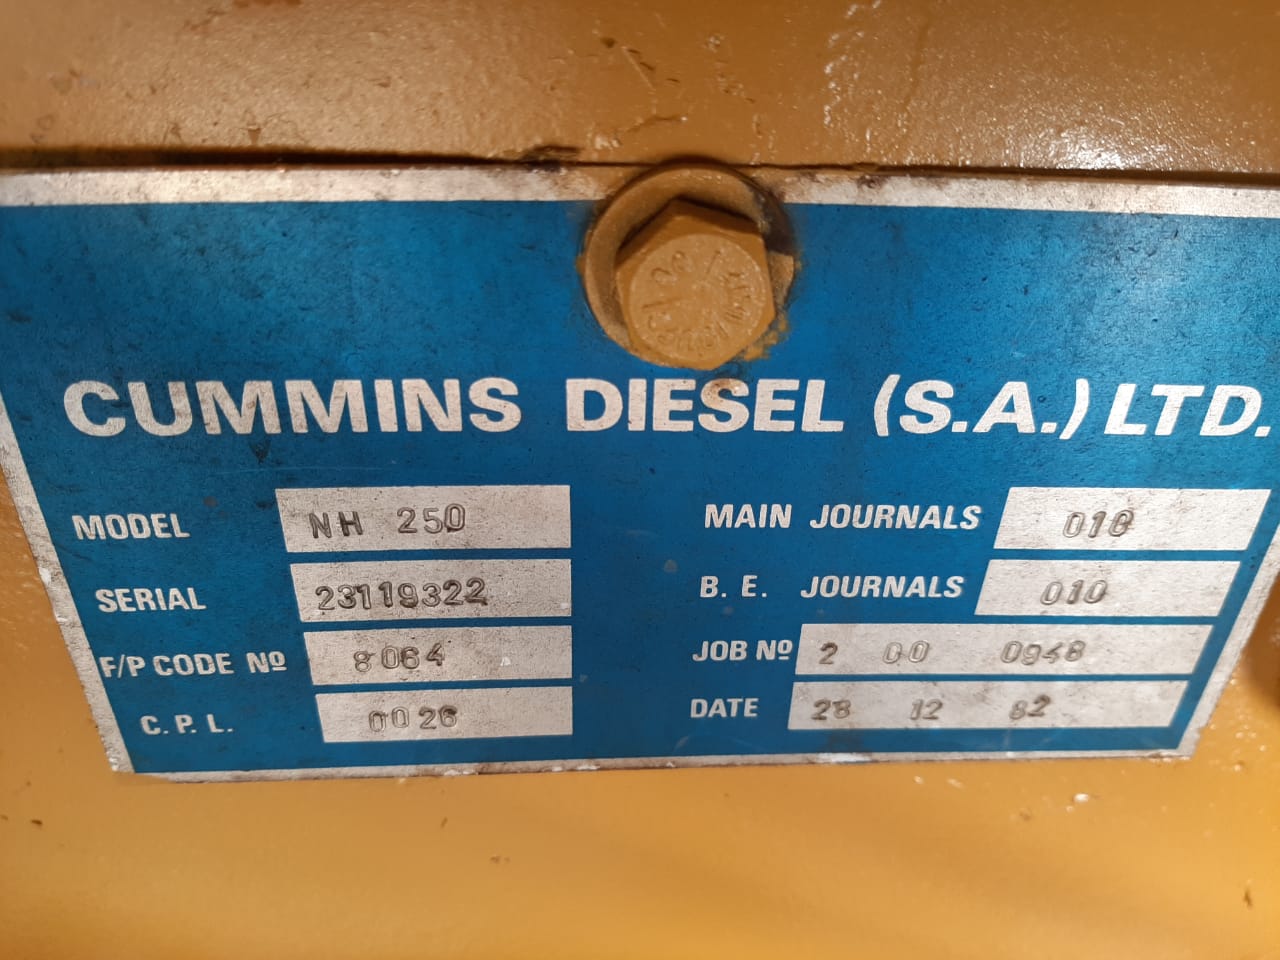 CUMMINS DIESEL (S.A.) LTD.
MODEL NH 250
SERIAL 23119322
F/P CODE Nº 8064
C. P. L. 0026
MAIN JOURNALS 018
B. E. JOURNALS 010
JOB Nº 2 00 0948
DATE 28 12 82